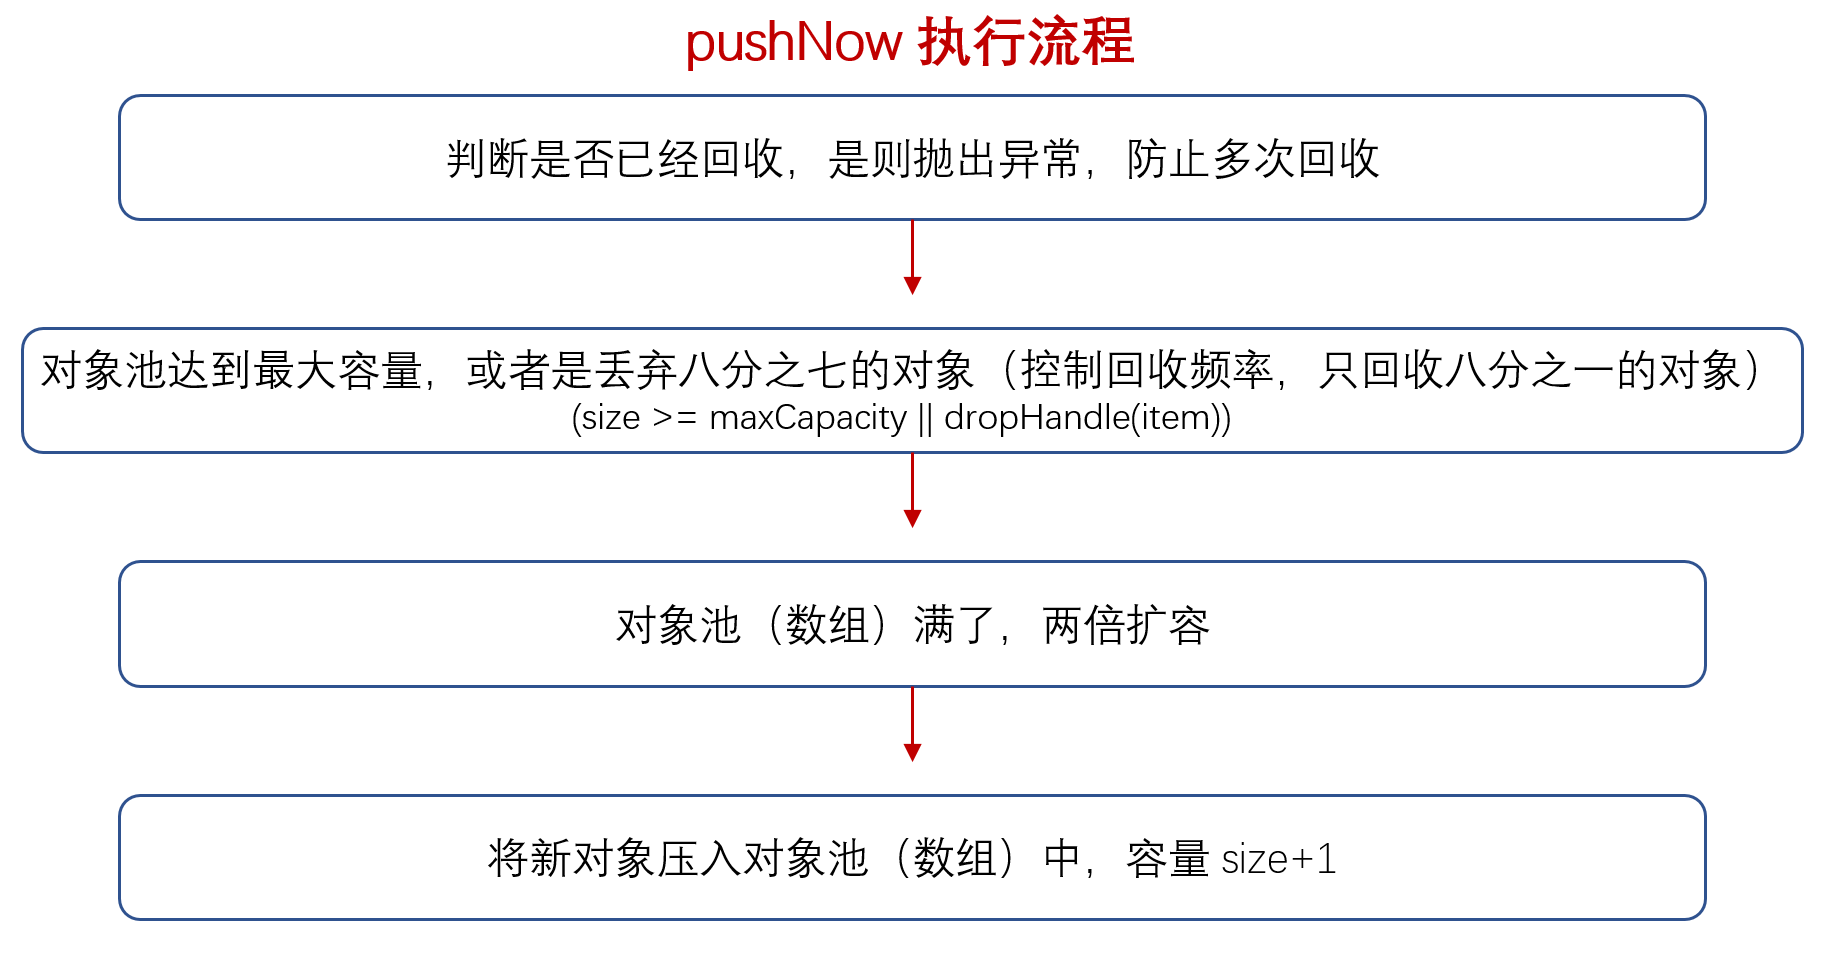 pushNow 执行流程
判断是否已经回收，是则抛出异常，防止多次回收
对象池达到最大容量，或者是丢弃八分之七的对象（控制回收频率，只回收八分之一的对象）
(size >= maxCapacity || dropHandle(item))
对象池（数组）满了，两倍扩容
将新对象压入对象池（数组）中，容量 size+1